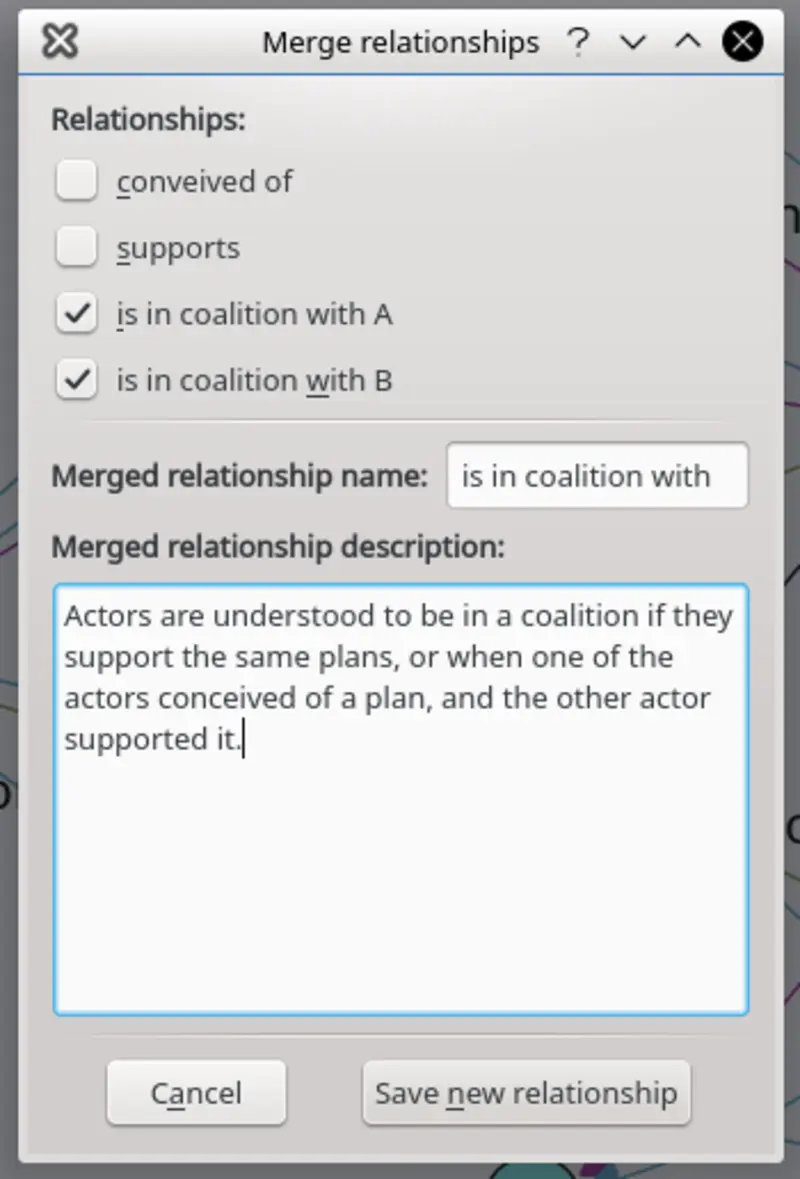 Merge relationships
Relationships:
conveived of
supports
is in coalition with A
is in coalition with B
Merged relationship name: is in coalition with
Merged relationship description:
Actors are understood to be in a coalition if they
support the same plans, or when one of the
actors conceived of a plan, and the other actor
supported it.
Cancel Save new relationship